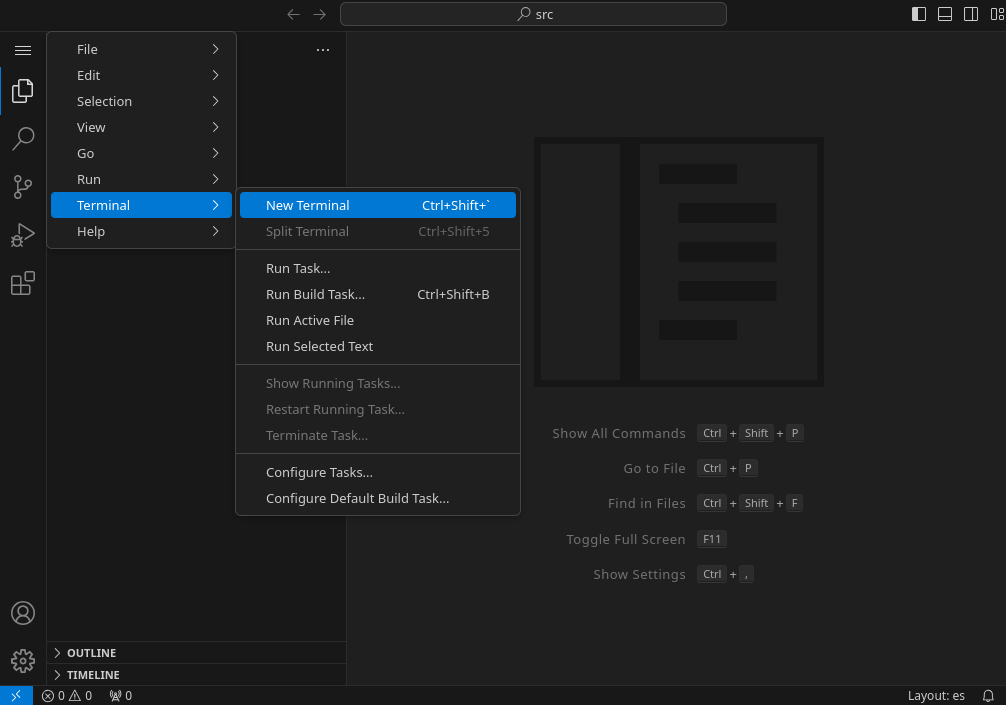 src
File
Edit
Selection
View
Go
Run
Terminal
Help
New Terminal Ctrl+Shift+`
Split Terminal Ctrl+Shift+5
Run Task...
Run Build Task... Ctrl+Shift+B
Run Active File
Run Selected Text
Show Running Tasks...
Restart Running Task...
Terminate Task...
Configure Tasks...
Configure Default Build Task...
Show All Commands Ctrl + Shift + P
Go to File Ctrl + P
Find in Files Ctrl + Shift + F
Toggle Full Screen F11
Show Settings Ctrl + ,
OUTLINE
TIMELINE
0 0 0 Layout: es